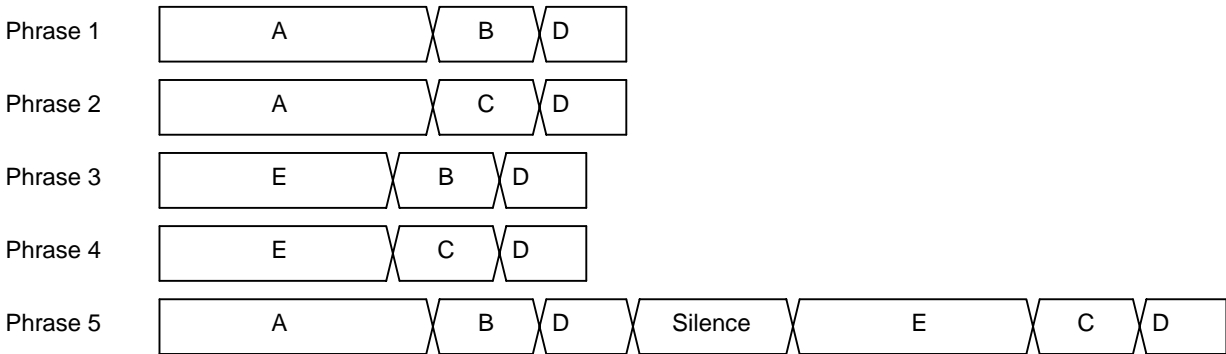 Phrase 1 A B D
Phrase 2 A C D
Phrase 3 E B D
Phrase 4 E C D
Phrase 5 A B D Silence E C D